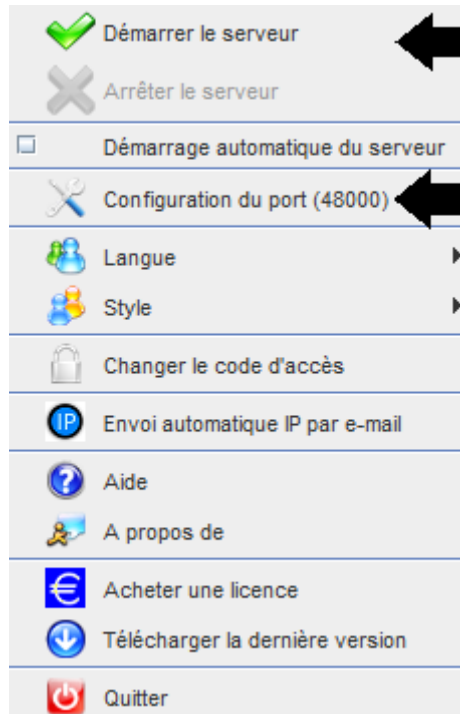 Démarrer le serveur
Arrêter le serveur
Démarrage automatique du serveur
Configuration du port (48000)
Langue
Style
Changer le code d'accès
IP Envoi automatique IP par e-mail
? Aide
A propos de
€ Acheter une licence
Télécharger la dernière version
Quitter